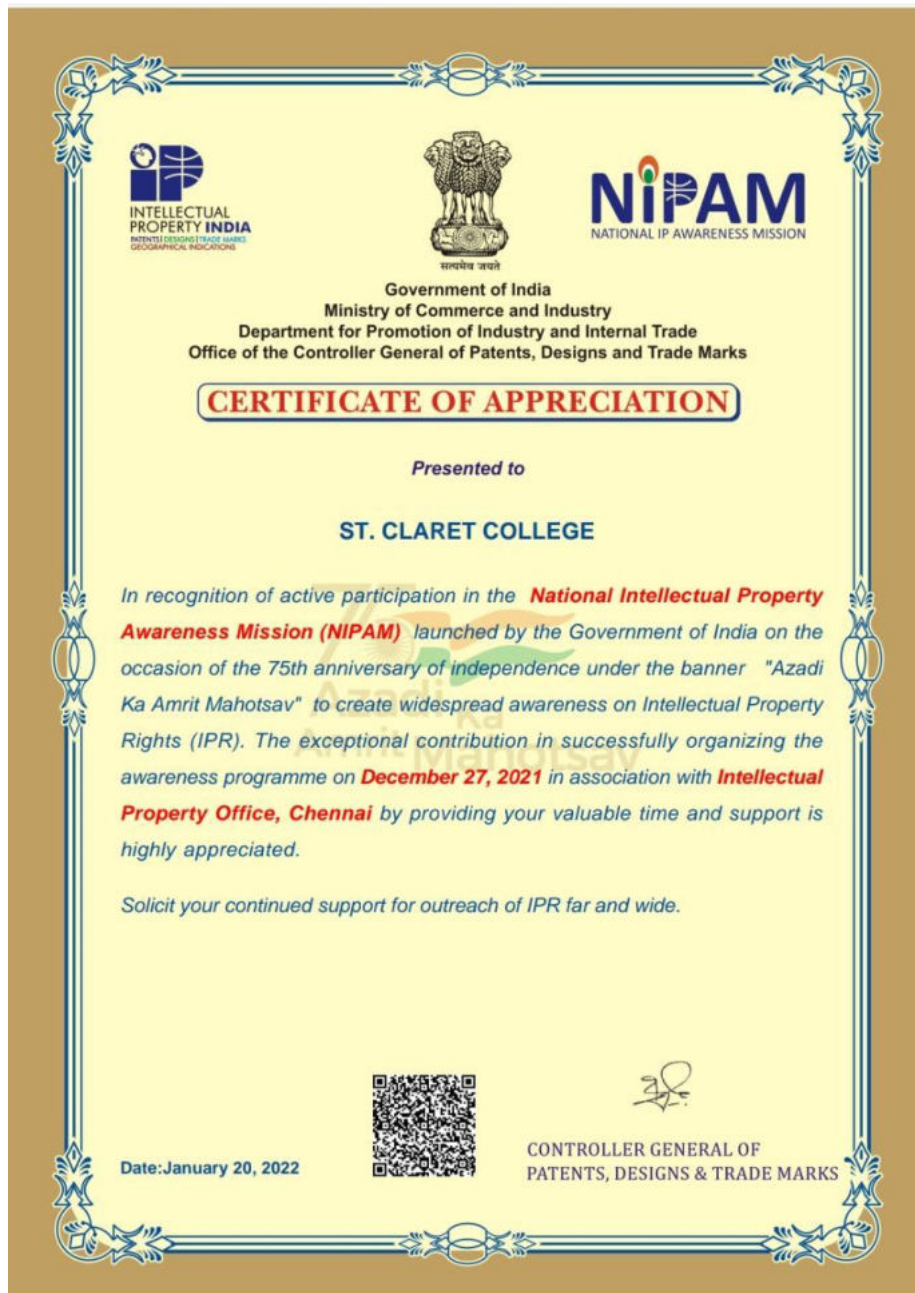 INTELLECTUAL
PROPERTY INDIA
PATENTS | DESIGNS | TRADE MARKS
GEOGRAPHICAL INDICATIONS
सत्यमेव जयते
NiPAM
NATIONAL IP AWARENESS MISSION
Government of India
Ministry of Commerce and Industry
Department for Promotion of Industry and Internal Trade
Office of the Controller General of Patents, Designs and Trade Marks
CERTIFICATE OF APPRECIATION
Presented to
ST. CLARET COLLEGE
In recognition of active participation in the National Intellectual Property
Awareness Mission (NIPAM) launched by the Government of India on the
occasion of the 75th anniversary of independence under the banner "Azadi
Ka Amrit Mahotsav" to create widespread awareness on Intellectual Property
Rights (IPR). The exceptional contribution in successfully organizing the
awareness programme on December 27, 2021 in association with Intellectual
Property Office, Chennai by providing your valuable time and support is
highly appreciated.
Azadi Ka
Amrit Mahotsav
Solicit your continued support for outreach of IPR far and wide.
Date:January 20, 2022
CONTROLLER GENERAL OF
PATENTS, DESIGNS & TRADE MARKS